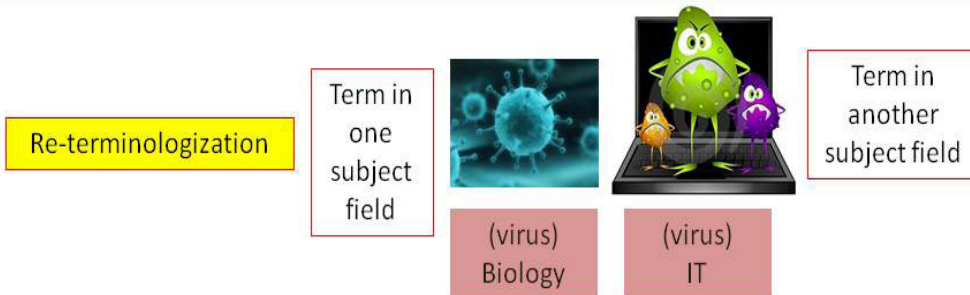 Re-terminologization
Term in
one
subject
field
(virus)
Biology
(virus)
IT
Term in
another
subject field